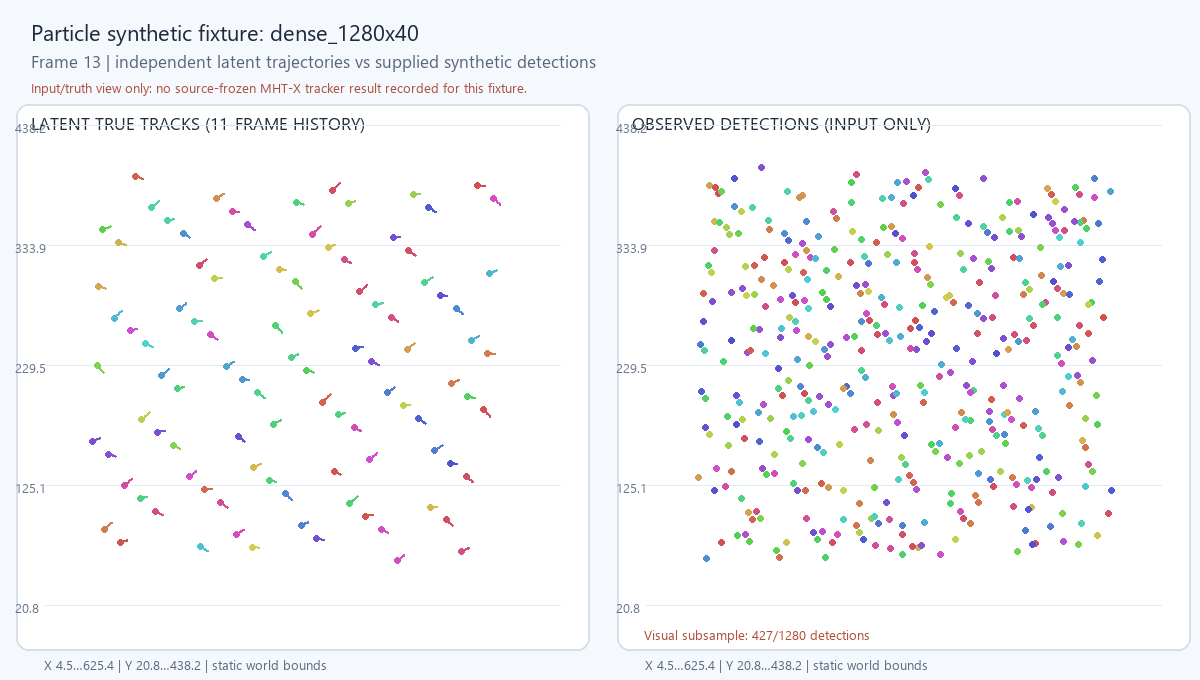 Particle synthetic fixture: dense_1280x40
Frame 13 | independent latent trajectories vs supplied synthetic detections
Input/truth view only: no source-frozen MHT-X tracker result recorded for this fixture.
LATENT TRUE TRACKS (11-FRAME HISTORY)
438.2
333.9
229.5
125.1
20.8
X 4.5...625.4 | Y 20.8...438.2 | static world bounds
OBSERVED DETECTIONS (INPUT ONLY)
438.2
333.9
229.5
125.1
20.8
Visual subsample: 427/1280 detections
X 4.5...625.4 | Y 20.8...438.2 | static world bounds